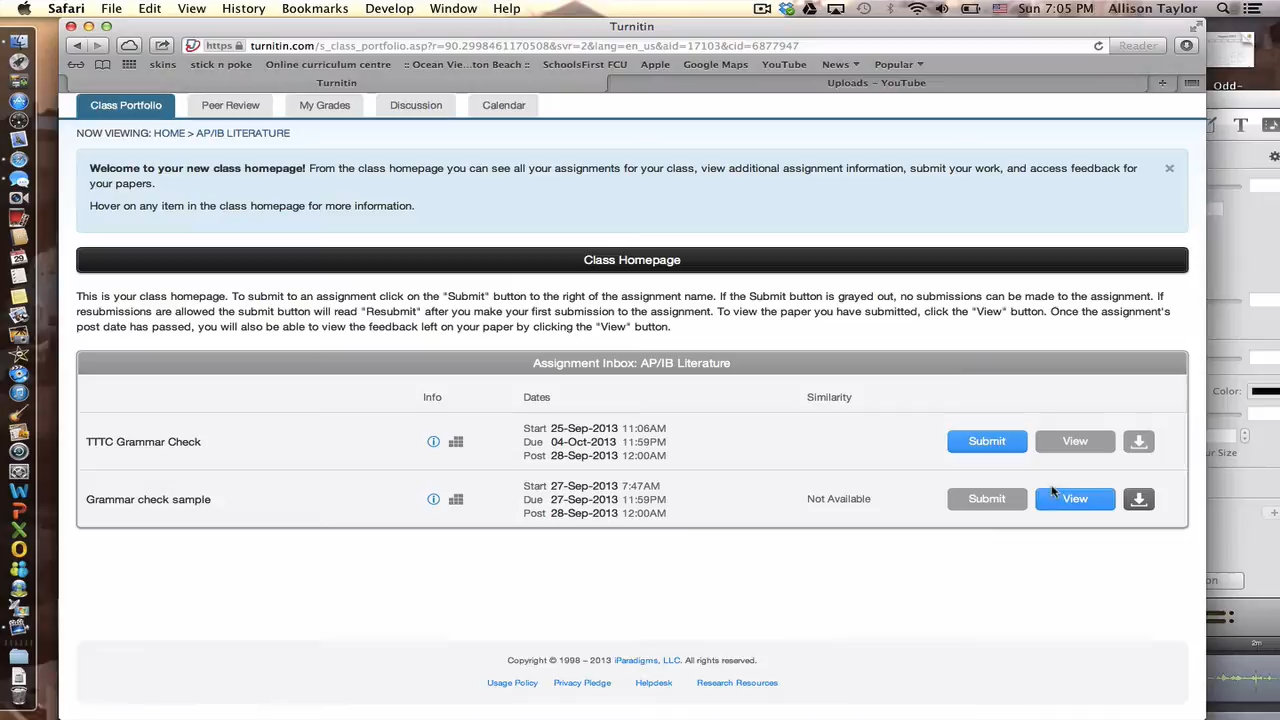 Safari File Edit View History Bookmarks Develop Window Help Sun 7:05 PM Allison Taylor
Turnitin
https turnitin.com/s_class_portfolio.asp?r=90.2998461170508&svr=2&lang=en_us&aid=17103&cid=6877947 Reader
skins stick n poke Online curriculum centre :: Ocean Vie...ton Beach :: SchoolsFirst FCU Apple Google Maps YouTube News Popular
Odd-
Turnitin Uploads - YouTube
Class Portfolio Peer Review My Grades Discussion Calendar
NOW VIEWING: HOME > AP/IB LITERATURE
Welcome to your new class homepage! From the class homepage you can see all your assignments for your class, view additional assignment information, submit your work, and access feedback for
your papers.
Hover on any item in the class homepage for more information.
Class Homepage
This is your class homepage. To submit to an assignment click on the "Submit" button to the right of the assignment name. If the Submit button is grayed out, no submissions can be made to the assignment. If
resubmissions are allowed the submit button will read "Resubmit" after you make your first submission to the assignment. To view the paper you have submitted, click the "View" button. Once the assignment's
post date has passed, you will also be able to view the feedback left on your paper by clicking the "View" button.
Assignment Inbox: AP/IB Literature
Info Dates Similarity
Color:
Start 25-Sep-2013 11:06AM
TTTC Grammar Check Due 04-Oct-2013 11:59PM Submit View
Post 28-Sep-2013 12:00AM
ur Size
Start 27-Sep-2013 7:47AM
Grammar check sample Due 27-Sep-2013 11:59PM Not Available Submit View
Post 28-Sep-2013 12:00AM
on
2m
Copyright © 1998 – 2013 iParadigms, LLC. All rights reserved.
Usage Policy Privacy Pledge Helpdesk Research Resources